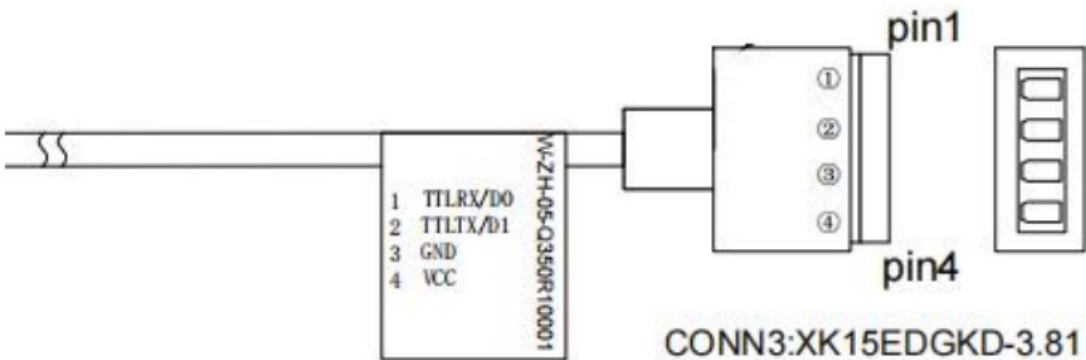 pin1
①
②
③
④
pin4
1 TTLRX/D0
2 TTLTX/D1
3 GND
4 VCC
W-ZH-05-Q350R10001
CONN3:XK15EDGKD-3.81